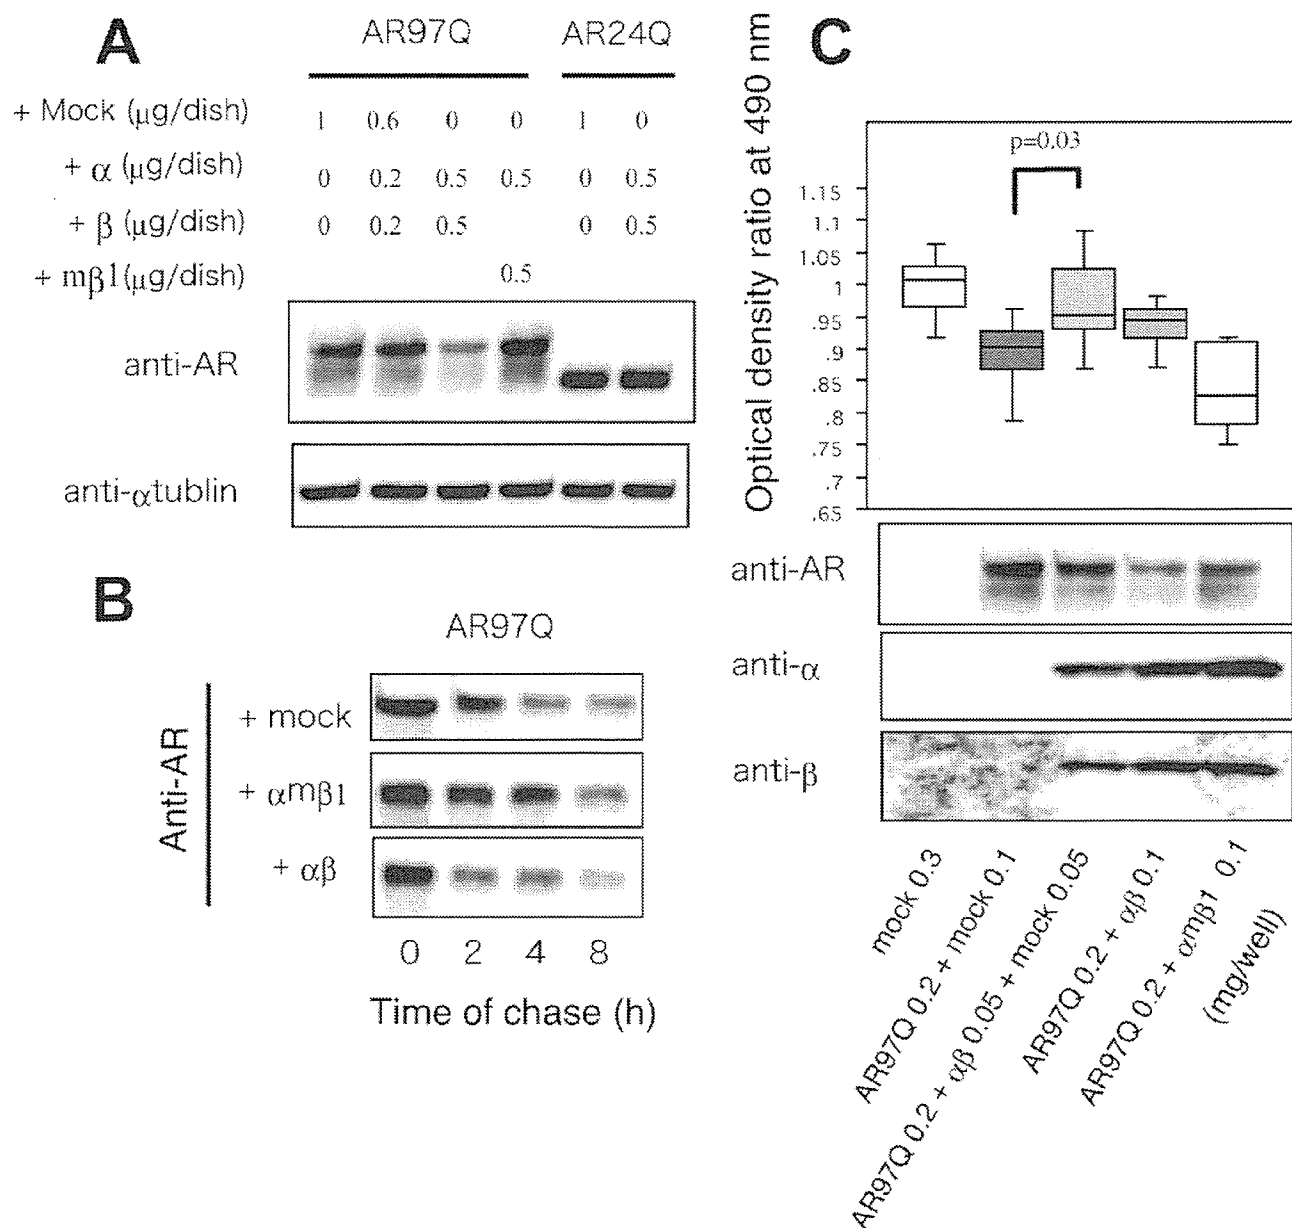 A
AR97Q AR24Q
+ Mock (μg/dish) 1 0.6 0 0 1 0
+ α (μg/dish) 0 0.2 0.5 0.5 0 0.5
+ β (μg/dish) 0 0.2 0.5 0 0.5
+ mβ1(μg/dish) 0.5
anti-AR
anti-αtublin
B
AR97Q
Anti-AR
+ mock
+ αmβ1
+ αβ
0 2 4 8
Time of chase (h)
C
Optical density ratio at 490 nm
p=0.03
1.15
1.1
1.05
1
.95
.9
.85
.8
.75
.7
.65
anti-AR
anti-α
anti-β
mock 0.3
AR97Q 0.2 + mock 0.1
AR97Q 0.2 + αβ 0.05 + mock 0.05
AR97Q 0.2 + αβ 0.1
AR97Q 0.2 + αmβ1 0.1
(mg/well)